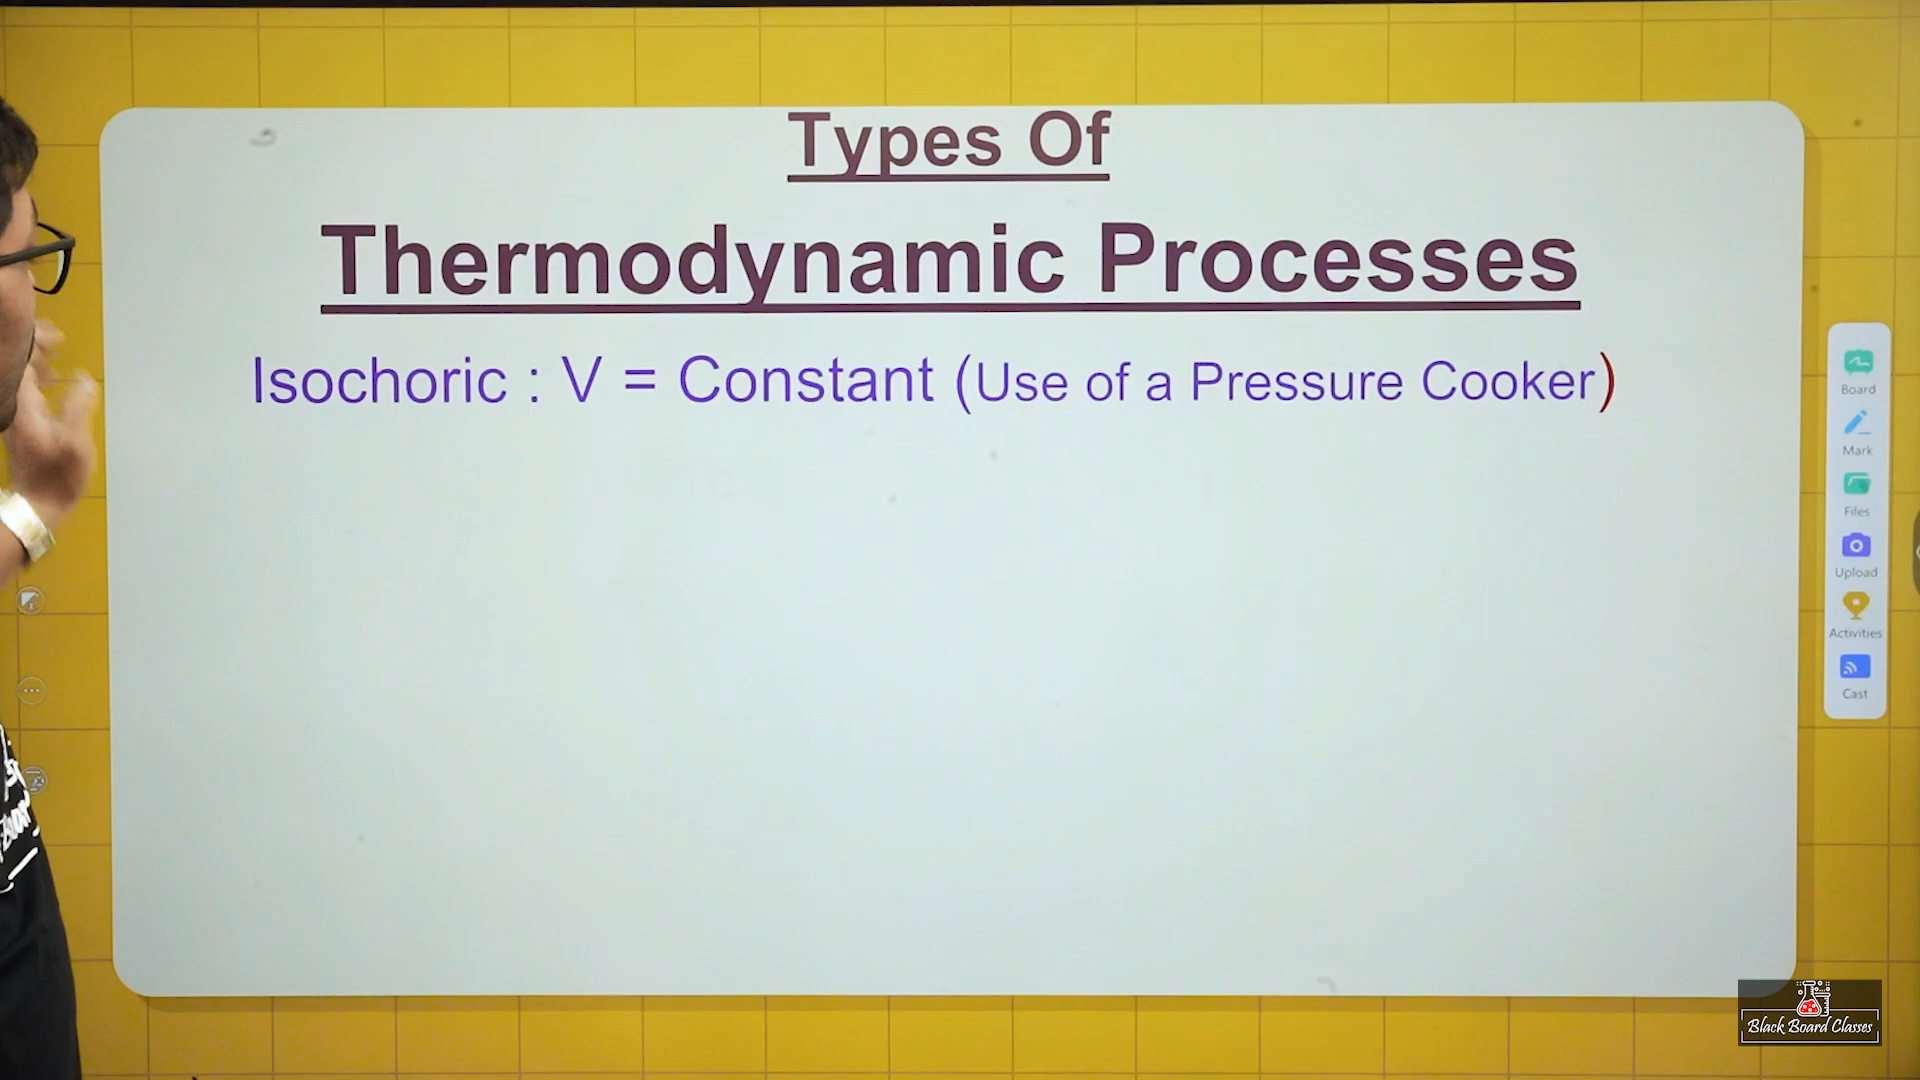 Types Of
Thermodynamic Processes
Isochoric : V = Constant (Use of a Pressure Cooker)
Board
Mark
Files
Upload
Activities
Cast
Black Board Classes